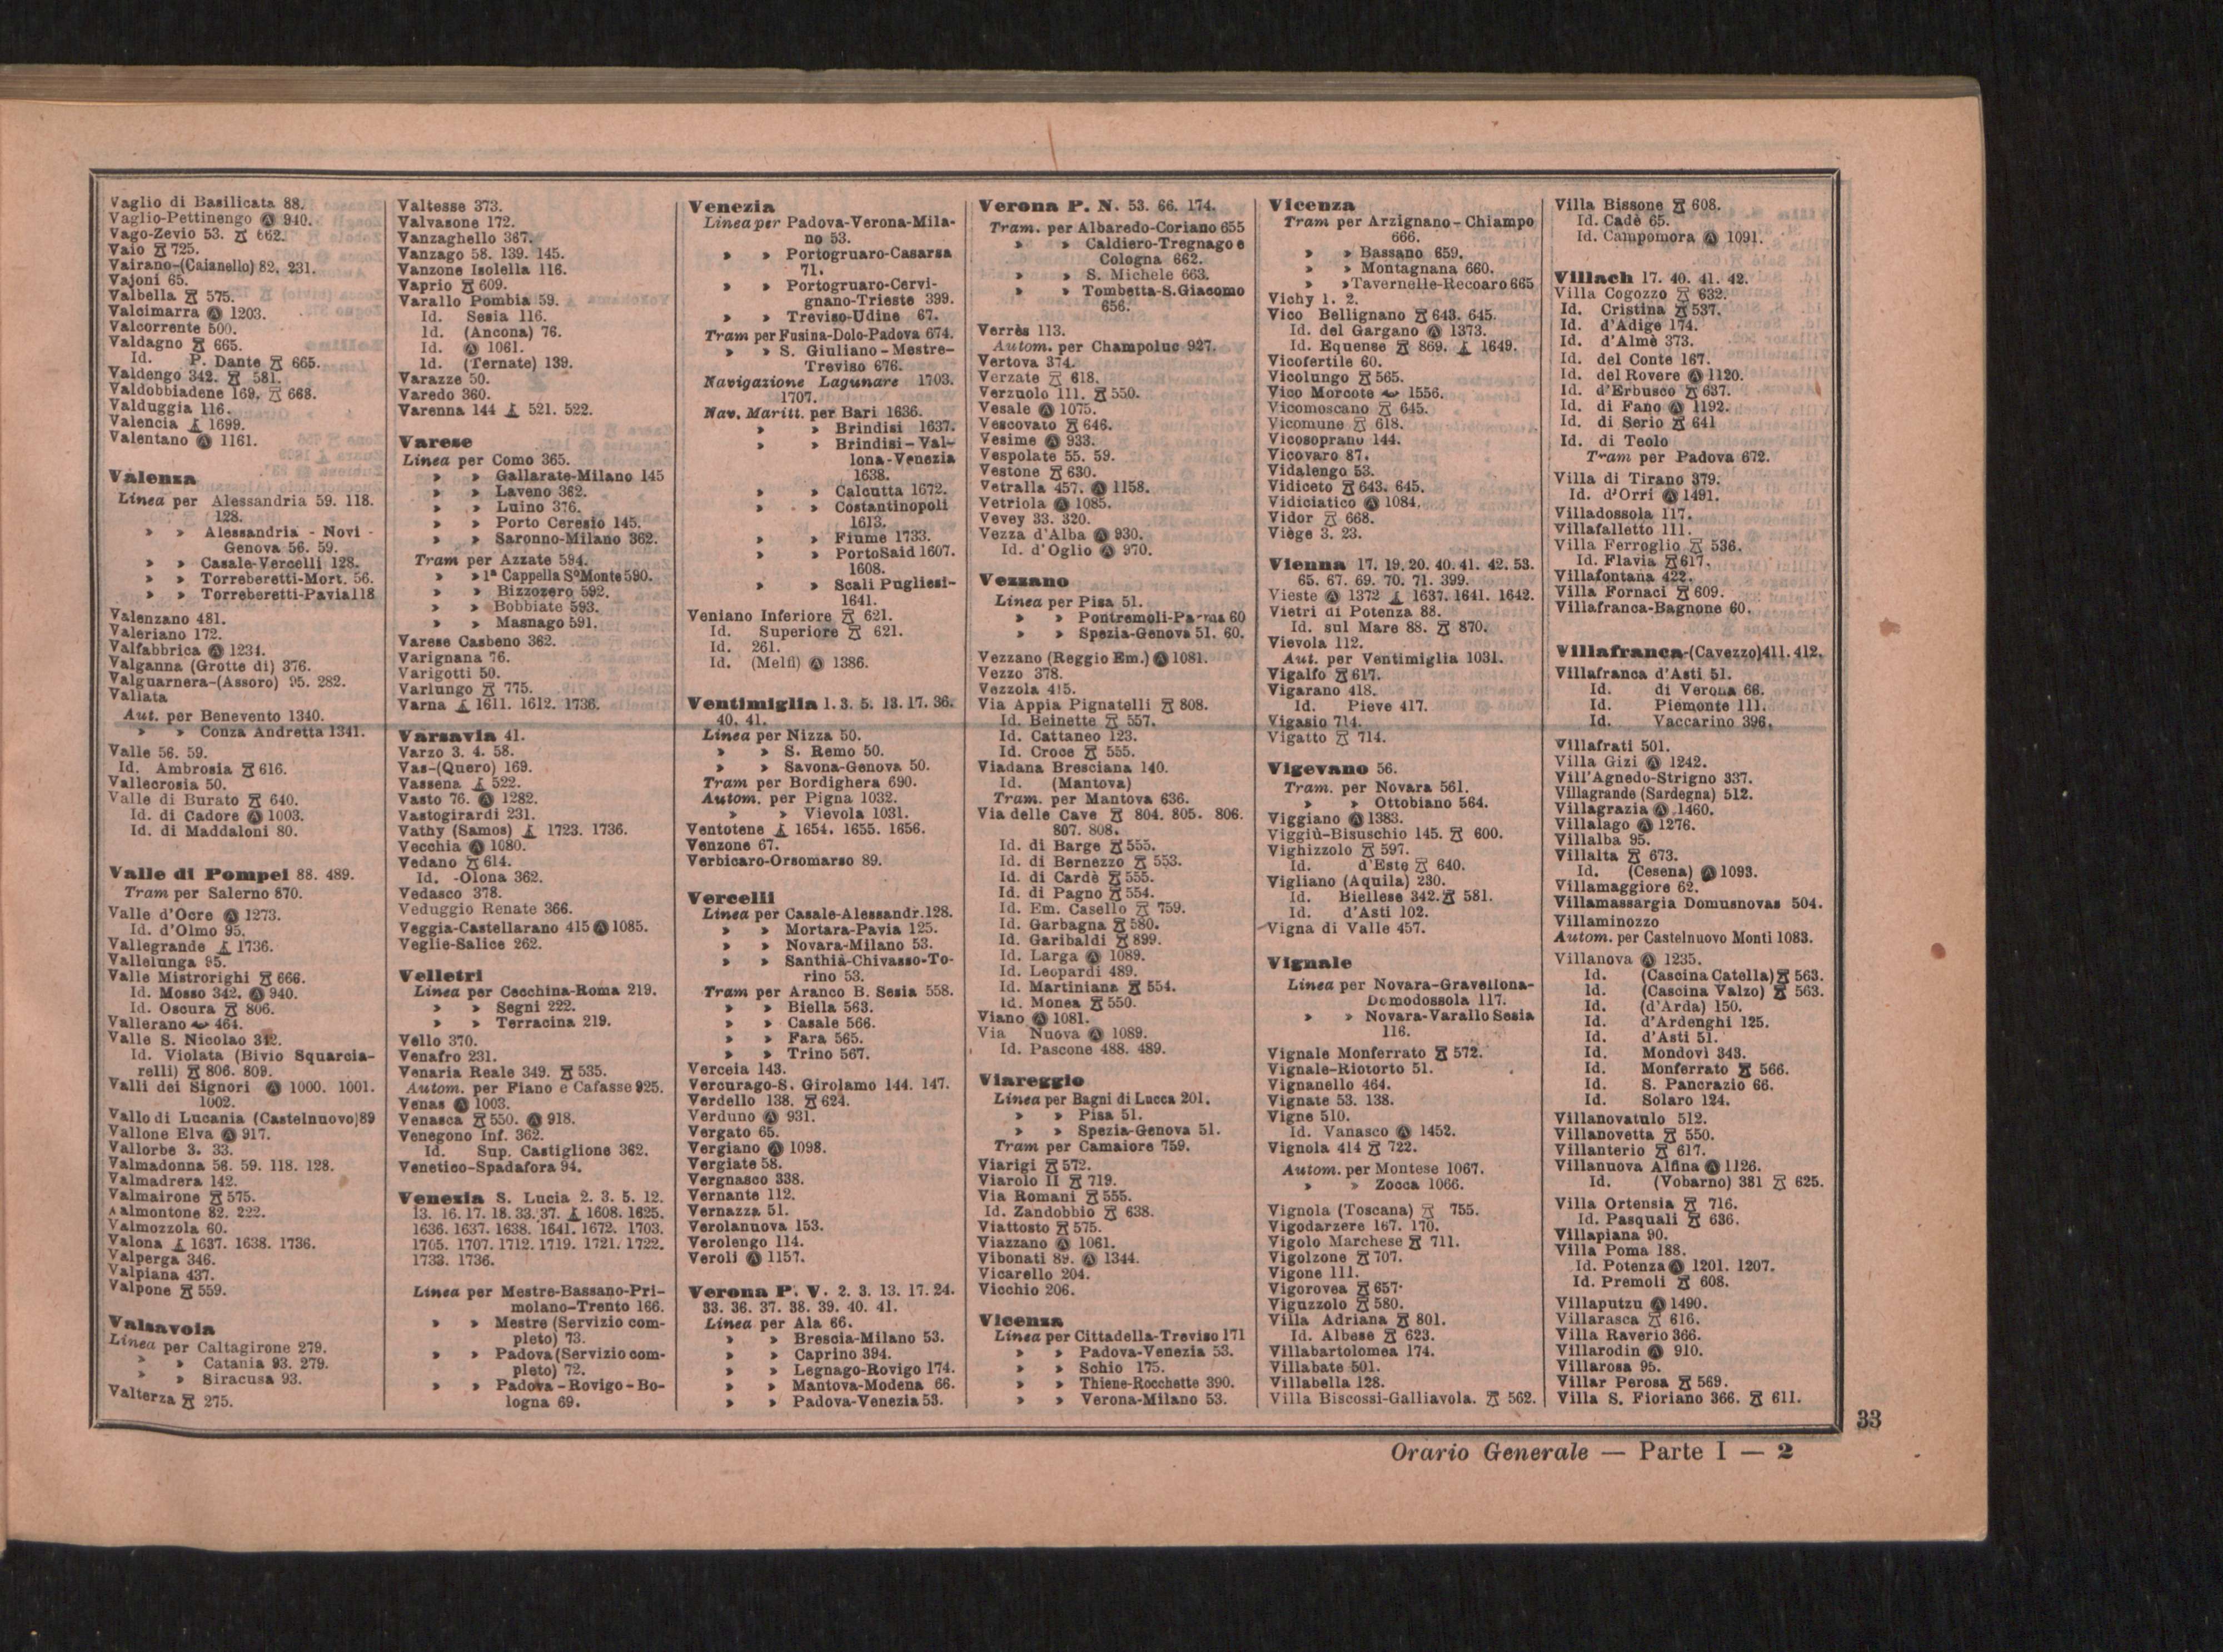 Vaglio di Basilicata 88.
Vaglio-Pettinengo Ⓐ 940.
Vago-Zevio 53. 662.
Vaio 725.
Vairano-(Caianello) 82. 231.
Vajoni 65.
Valbella 575.
Valcimarra Ⓐ 1203.
Valcorrente 500.
Valdagno 665.
Id. P. Dante 665.
Valdengo 342. 581.
Valdobbiadene 169. 668.
Valduggia 116.
Valencia 1699.
Valentano Ⓐ 1161.
Valenza
Linea per Alessandria 59. 118.
128.
» » Alessandria - Novi -
Genova 56. 59.
» » Casale-Vercelli 128.
» » Torreberetti-Mort. 56.
» » Torreberetti-Pavia 118
Valenzano 481.
Valeriano 172.
Valfabbrica Ⓐ 1234.
Valganna (Grotte di) 376.
Valguarnera-(Assoro) 95. 282.
Vallata
Aut. per Benevento 1340.
» » Conza Andretta 1341.
Valle 56. 59.
Id. Ambrosia 616.
Vallecrosia 50.
Valle di Burato 640.
Id. di Cadore Ⓐ 1003.
Id. di Maddaloni 80.
Valle di Pompei 88. 489.
Tram per Salerno 870.
Valle d'Ocre Ⓐ 1273.
Id. d'Olmo 95.
Vallegrande 1736.
Vallelunga 95.
Valle Mistrorighi 666.
Id. Mosso 342. Ⓐ 940.
Id. Oscura 806.
Vallerano 464.
Valle S. Nicolao 342.
Id. Violata (Bivio Squarcia-
relli) 806. 809.
Valli dei Signori Ⓐ 1000. 1001.
1002.
Vallo di Lucania (Castelnuovo) 89
Vallone Elva Ⓐ 917.
Vallorbe 3. 33.
Valmadonna 56. 59. 118. 128.
Valmadrera 142.
Valmairone 575.
Valmontone 82. 222.
Valmozzola 60.
Valona 1637. 1638. 1736.
Valperga 346.
Valpiana 437.
Valpone 559.
Valsavoia
Linea per Caltagirone 279.
» » Catania 93. 279.
» » Siracusa 93.
Valterza 275.
Valtesse 373.
Valvasone 172.
Vanzaghello 367.
Vanzago 58. 139. 145.
Vanzone Isolella 116.
Vaprio 609.
Varallo Pombia 59.
Id. Sesia 116.
Id. (Ancona) 76.
Id. Ⓐ 1061.
Id. (Ternate) 139.
Varazze 50.
Varedo 360.
Varenna 144 521. 522.
Varese
Linea per Como 365.
» » Gallarate-Milano 145
» » Laveno 362.
» » Luino 376.
» » Porto Ceresio 145.
» » Saronno-Milano 362.
Tram per Azzate 594.
» » 1ª Cappella Sº Monte 590.
» » Bizzozero 592.
» » Bobbiate 593.
» » Masnago 591.
Varese Casbeno 362.
Varignana 76.
Varigotti 50.
Varlungo 775.
Varna 1611. 1612. 1736.
Varsavia 41.
Varzo 3. 4. 58.
Vas-(Quero) 169.
Vassena 522.
Vasto 76. Ⓐ 1282.
Vastogirardi 231.
Vathy (Samos) 1723. 1736.
Vecchia Ⓐ 1080.
Vedano 614.
Id. -Olona 362.
Vedasco 378.
Veduggio Renate 366.
Veggia-Castellarano 415 Ⓐ 1085.
Veglie-Salice 262.
Velletri
Linea per Cecchina-Roma 219.
» » Segni 222.
» » Terracina 219.
Vello 370.
Venafro 231.
Venaria Reale 349. 535.
Autom. per Fiano e Cafasse 925.
Venas Ⓐ 1003.
Venasca 550. Ⓐ 918.
Venegono Inf. 362.
Id. Sup. Castiglione 362.
Venetico-Spadafora 94.
Venezia S. Lucia 2. 3. 5. 12.
13. 16. 17. 18. 33. 37. 1608. 1625.
1636. 1637. 1638. 1641. 1672. 1703.
1705. 1707. 1712. 1719. 1721. 1722.
1733. 1736.
Linea per Mestre-Bassano-Pri-
molano-Trento 166.
» » Mestre (Servizio com-
pleto) 73.
» » Padova (Servizio com-
pleto) 72.
» » Padova - Rovigo - Bo-
logna 69.
Venezia
Linea per Padova-Verona-Mila-
no 53.
» » Portogruaro-Casarsa
71.
» » Portogruaro-Cervi-
gnano-Trieste 399.
» » Treviso-Udine 67.
Tram per Fusina-Dolo-Padova 674.
» » S. Giuliano - Mestre-
Treviso 676.
Navigazione Lagunare 1703.
1707.
Nav. Maritt. per Bari 1636.
» » Brindisi 1637.
» » Brindisi - Val-
lona - Venezia
1638.
» » Calcutta 1672.
» » Costantinopoli
1613.
» » Fiume 1733.
» » Porto Said 1607.
1608.
» » Scali Pugliesi-
1641.
Veniano Inferiore 621.
Id. Superiore 621.
Id. 261.
Id. (Melfi) Ⓐ 1386.
Ventimiglia 1. 3. 5. 13. 17. 36.
40. 41.
Linea per Nizza 50.
» » S. Remo 50.
» » Savona-Genova 50.
Tram per Bordighera 690.
Autom. per Pigna 1032.
» » Vievola 1031.
Ventotene 1654. 1655. 1656.
Venzone 67.
Verbicaro-Orsomarso 89.
Vercelli
Linea per Casale-Alessandr. 128.
» » Mortara-Pavia 125.
» » Novara-Milano 53.
» » Santhià-Chivasso-To-
rino 53.
Tram per Aranco B. Sesia 558.
» » Biella 563.
» » Casale 566.
» » Fara 565.
» » Trino 567.
Verceia 143.
Vercurago-S. Girolamo 144. 147.
Verdello 138. 624.
Verduno Ⓐ 931.
Vergato 65.
Vergiano Ⓐ 1098.
Vergiate 58.
Vergnasco 338.
Vernante 112.
Vernazza 51.
Verolanuova 153.
Verolengo 114.
Veroli Ⓐ 1157.
Verona P. V. 2. 3. 13. 17. 24.
33. 36. 37. 38. 39. 40. 41.
Linea per Ala 66.
» » Brescia-Milano 53.
» » Caprino 394.
» » Legnago-Rovigo 174.
» » Mantova-Modena 66.
» » Padova-Venezia 53.
Verona P. N. 53. 66. 174.
Tram. per Albaredo-Coriano 655
» » Caldiero-Tregnago e
Cologna 662.
» » S. Michele 663.
» » Tombetta-S. Giacomo
656.
Verrès 113.
Autom. per Champoluc 927.
Vertova 374.
Verzate 618.
Verzuolo 111. 550.
Vesale Ⓐ 1075.
Vescovato 646.
Vesime Ⓐ 933.
Vespolate 55. 59.
Vestone 630.
Vetralla 457. Ⓐ 1158.
Vetriola Ⓐ 1085.
Vevey 33. 320.
Vezza d'Alba Ⓐ 930.
Id. d'Oglio Ⓐ 970.
Vezzano
Linea per Pisa 51.
» » Pontremoli-Parma 60
» » Spezia-Genova 51. 60.
Vezzano (Reggio Em.) Ⓐ 1081.
Vezzo 378.
Vezzola 415.
Via Appia Pignatelli 808.
Id. Beinette 557.
Id. Cattaneo 123.
Id. Croce 555.
Viadana Bresciana 140.
Id. (Mantova)
Tram. per Mantova 636.
Via delle Cave 804. 805. 806.
807. 808.
Id. di Barge 555.
Id. di Bernezzo 553.
Id. di Cardè 555.
Id. di Pagno 554.
Id. Em. Casello 759.
Id. Garbagna 580.
Id. Garibaldi 899.
Id. Larga Ⓐ 1089.
Id. Leopardi 489.
Id. Martiniana 554.
Id. Monea 550.
Viano Ⓐ 1081.
Via Nuova Ⓐ 1089.
Id. Pascone 488. 489.
Viareggio
Linea per Bagni di Lucca 201.
» » Pisa 51.
» » Spezia-Genova 51.
Tram per Camaiore 759.
Viarigi 572.
Viarolo II 719.
Via Romani 555.
Id. Zandobbio 638.
Viattosto 575.
Viazzano Ⓐ 1061.
Vibonati 89. Ⓐ 1344.
Vicarello 204.
Vicchio 206.
Vicenza
Linea per Cittadella-Treviso 171
» » Padova-Venezia 53.
» » Schio 175.
» » Thiene-Rocchette 390.
» » Verona-Milano 53.
Vicenza
Tram per Arzignano - Chiampo
666.
» » Bassano 659.
» » Montagnana 660.
» » Tavernelle-Recoaro 665
Vichy 1. 2.
Vico Bellignano 643. 645.
Id. del Gargano Ⓐ 1373.
Id. Equense 869. 1649.
Vicofertile 60.
Vicolungo 565.
Vico Morcote 1556.
Vicomoscano 645.
Vicomune 618.
Vicosoprano 144.
Vicovaro 87.
Vidalengo 53.
Vidiceto 643. 645.
Vidiciatico Ⓐ 1084.
Vidor 668.
Viège 3. 23.
Vienna 17. 19. 20. 40. 41. 42. 53.
65. 67. 69. 70. 71. 399.
Vieste Ⓐ 1372 1637. 1641. 1642.
Vietri di Potenza 88.
Id. sul Mare 88. 870.
Vievola 112.
Aut. per Ventimiglia 1031.
Vigalfo 617.
Vigarano 418.
Id. Pieve 417.
Vigasio 714.
Vigatto 714.
Vigevano 56.
Tram. per Novara 561.
» » Ottobiano 564.
Viggiano Ⓐ 1383.
Viggiù-Bisuschio 145. 600.
Vighizzolo 597.
Id. d'Este 640.
Vigliano (Aquila) 230.
Id. Biellese 342. 581.
Id. d'Asti 102.
Vigna di Valle 457.
Vignale
Linea per Novara-Gravellona-
Domodossola 117.
» » Novara-Varallo Sesia
116.
Vignale Monferrato 572.
Vignale-Riotorto 51.
Vignanello 464.
Vignate 53. 138.
Vigne 510.
Id. Vanasco Ⓐ 1452.
Vignola 414 722.
Autom. per Montese 1067.
» » Zocca 1066.
Vignola (Toscana) 755.
Vigodarzere 167. 170.
Vigolo Marchese 711.
Vigolzone 707.
Vigone 111.
Vigorovea 657.
Viguzzolo 580.
Villa Adriana 801.
Id. Albese 623.
Villabartolomea 174.
Villabate 501.
Villabella 128.
Villa Biscossi-Galliavola. 562.
Villa Bissone 608.
Id. Cadè 65.
Id. Campomora Ⓐ 1091.
Villach 17. 40. 41. 42.
Villa Cogozzo 632.
Id. Cristina 537.
Id. d'Adige 174.
Id. d'Almè 373.
Id. del Conte 167.
Id. del Rovere Ⓐ 1120.
Id. d'Erbusco 637.
Id. di Fano Ⓐ 1192.
Id. di Serio 641
Id. di Teolo
Tram per Padova 672.
Villa di Tirano 379.
Id. d'Orri Ⓐ 1491.
Villadossola 117.
Villafalletto 111.
Villa Ferroglio 536.
Id. Flavia 617.
Villafontana 422.
Villa Fornaci 609.
Villafranca-Bagnone 60.
Villafranca-(Cavezzo) 411. 412.
Villafranca d'Asti 51.
Id. di Verona 66.
Id. Piemonte 111.
Id. Vaccarino 396.
Villafrati 501.
Villa Gizi Ⓐ 1242.
Vill'Agnedo-Strigno 337.
Villagrande (Sardegna) 512.
Villagrazia Ⓐ 1460.
Villalago Ⓐ 1276.
Villalba 95.
Villalta 673.
Id. (Cesena) Ⓐ 1093.
Villamaggiore 62.
Villamassargia Domusnovas 504.
Villaminozzo
Autom. per Castelnuovo Monti 1083.
Villanova Ⓐ 1235.
Id. (Cascina Catella) 563.
Id. (Cascina Valzo) 563.
Id. (d'Arda) 150.
Id. d'Ardenghi 125.
Id. d'Asti 51.
Id. Mondovì 343.
Id. Monferrato 566.
Id. S. Pancrazio 66.
Id. Solaro 124.
Villanovatulo 512.
Villanovetta 550.
Villanterio 617.
Villanuova Alfina Ⓐ 1126.
Id. (Vobarno) 381 625.
Villa Ortensia 716.
Id. Pasquali 636.
Villapiana 90.
Villa Poma 188.
Id. Potenza Ⓐ 1201. 1207.
Id. Premoli 608.
Villaputzu Ⓐ 1490.
Villarasca 616.
Villa Raverio 366.
Villarodin Ⓐ 910.
Villarosa 95.
Villar Perosa 569.
Villa S. Fioriano 366. 611.
33
Orario Generale — Parte I — 2